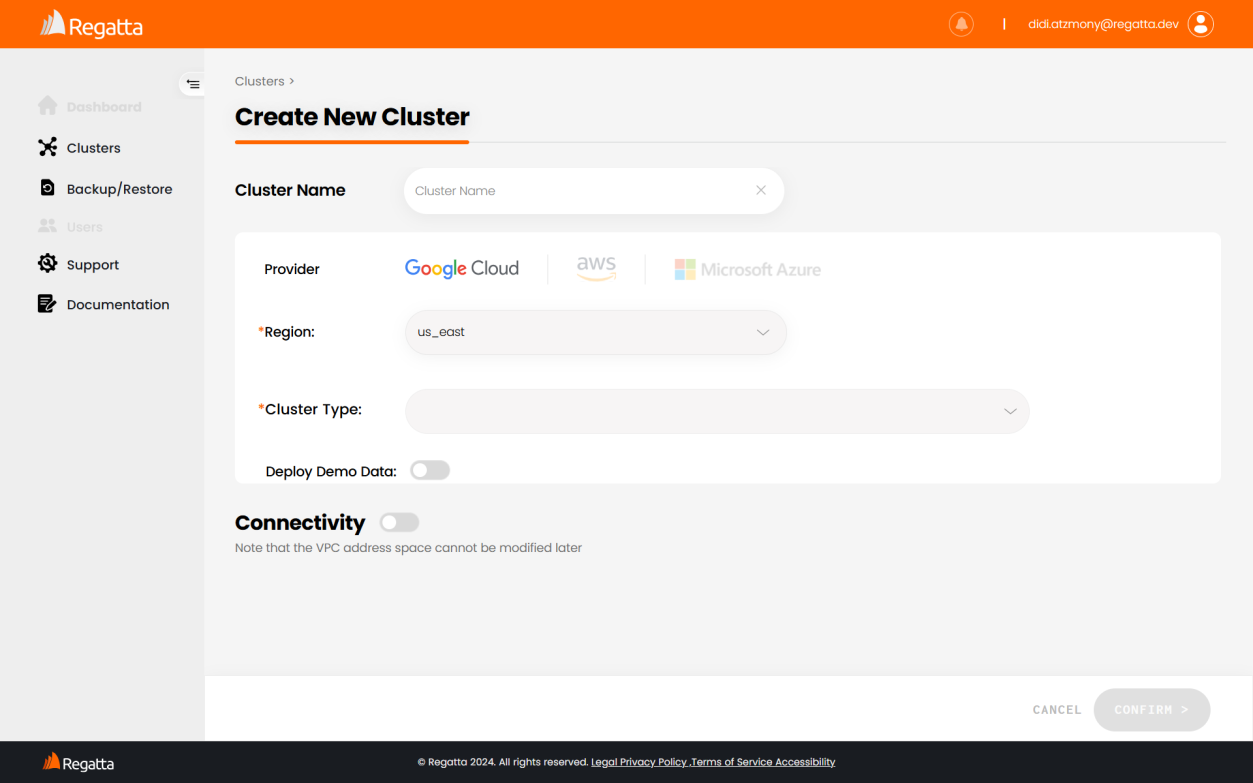 Regatta
didi.atzmony@regatta.dev
Dashboard
Clusters
Backup/Restore
Users
Support
Documentation
Clusters >
Create New Cluster
Cluster Name
Cluster Name
Provider
Google Cloud
aws
Microsoft Azure
*Region:
us_east
*Cluster Type:
Deploy Demo Data:
Connectivity
Note that the VPC address space cannot be modified later
CANCEL
CONFIRM >
Regatta
© Regatta 2024. All rights reserved. Legal Privacy Policy ,Terms of Service Accessibility